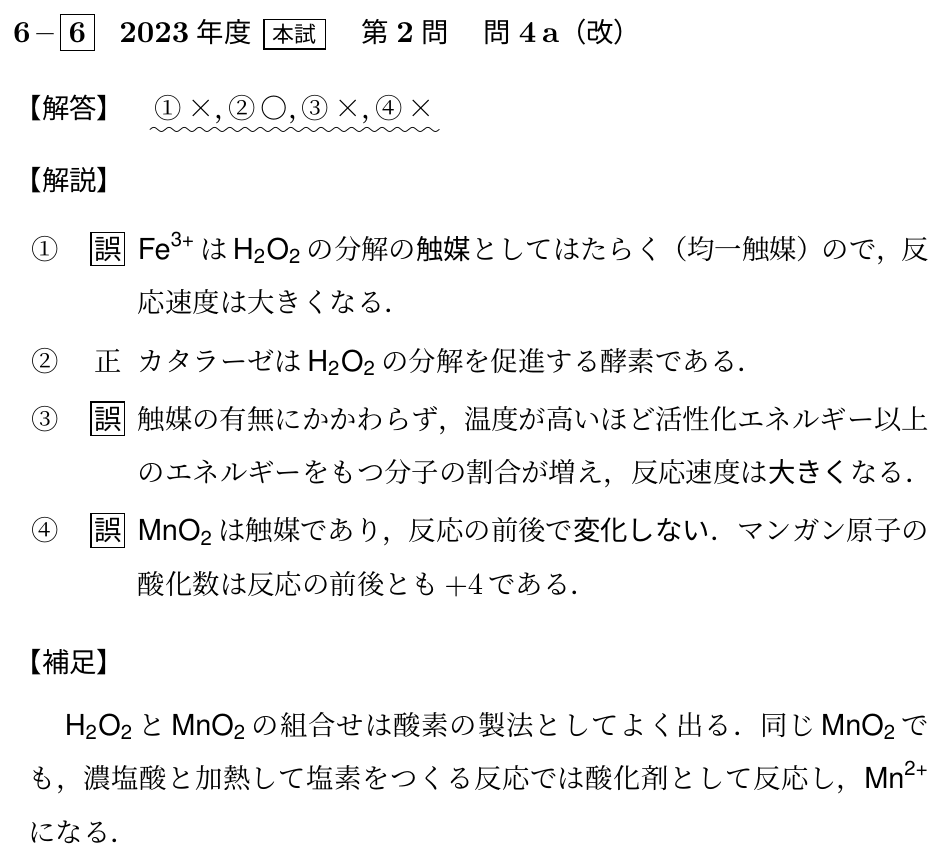 6－6 2023年度 本試 第2問 問4a（改）
【解答】 ①×,②○,③×,④×
【解説】
① 誤 Fe³⁺はH₂O₂の分解の触媒としてはたらく（均一触媒）ので，反
応速度は大きくなる．
② 正 カタラーゼはH₂O₂の分解を促進する酵素である．
③ 誤 触媒の有無にかかわらず，温度が高いほど活性化エネルギー以上
のエネルギーをもつ分子の割合が増え，反応速度は大きくなる．
④ 誤 MnO₂は触媒であり，反応の前後で変化しない．マンガン原子の
酸化数は反応の前後とも+4である．
【補足】
H₂O₂とMnO₂の組合せは酸素の製法としてよく出る．同じMnO₂で
も，濃塩酸と加熱して塩素をつくる反応では酸化剤として反応し，Mn²⁺
になる．